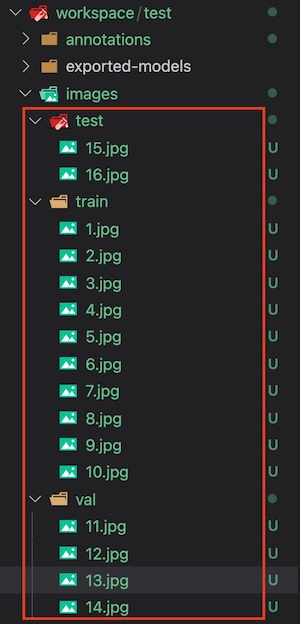 workspace/test
annotations
exported-models
images
test
15.jpg U
16.jpg U
train
1.jpg U
2.jpg U
3.jpg U
4.jpg U
5.jpg U
6.jpg U
7.jpg U
8.jpg U
9.jpg U
10.jpg U
val
11.jpg U
12.jpg U
13.jpg U
14.jpg U